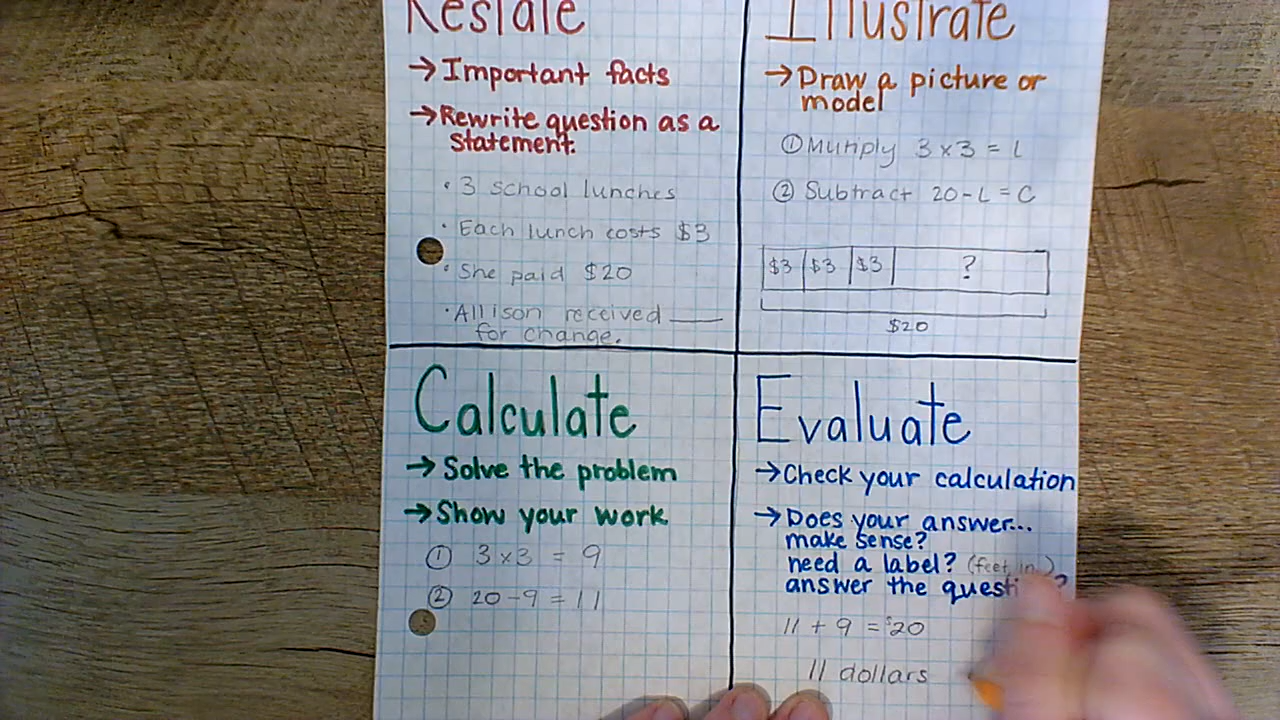 Restate
→ Important facts
→ Rewrite question as a
statement.
• 3 school lunches
• Each lunch costs $3
• She paid $20
• Allison received ____
for change.
Illustrate
→ Draw a picture or
model
① Multiply 3 x 3 = L
② Subtract 20 - L = C
$3 $3 $3 ?
$20
Calculate
→ Solve the problem
→ Show your work
① 3 x 3 = 9
② 20 - 9 = 11
Evaluate
→ Check your calculation
→ Does your answer...
make sense?
need a label? (feet, in.)
answer the question?
11 + 9 = $20
11 dollars